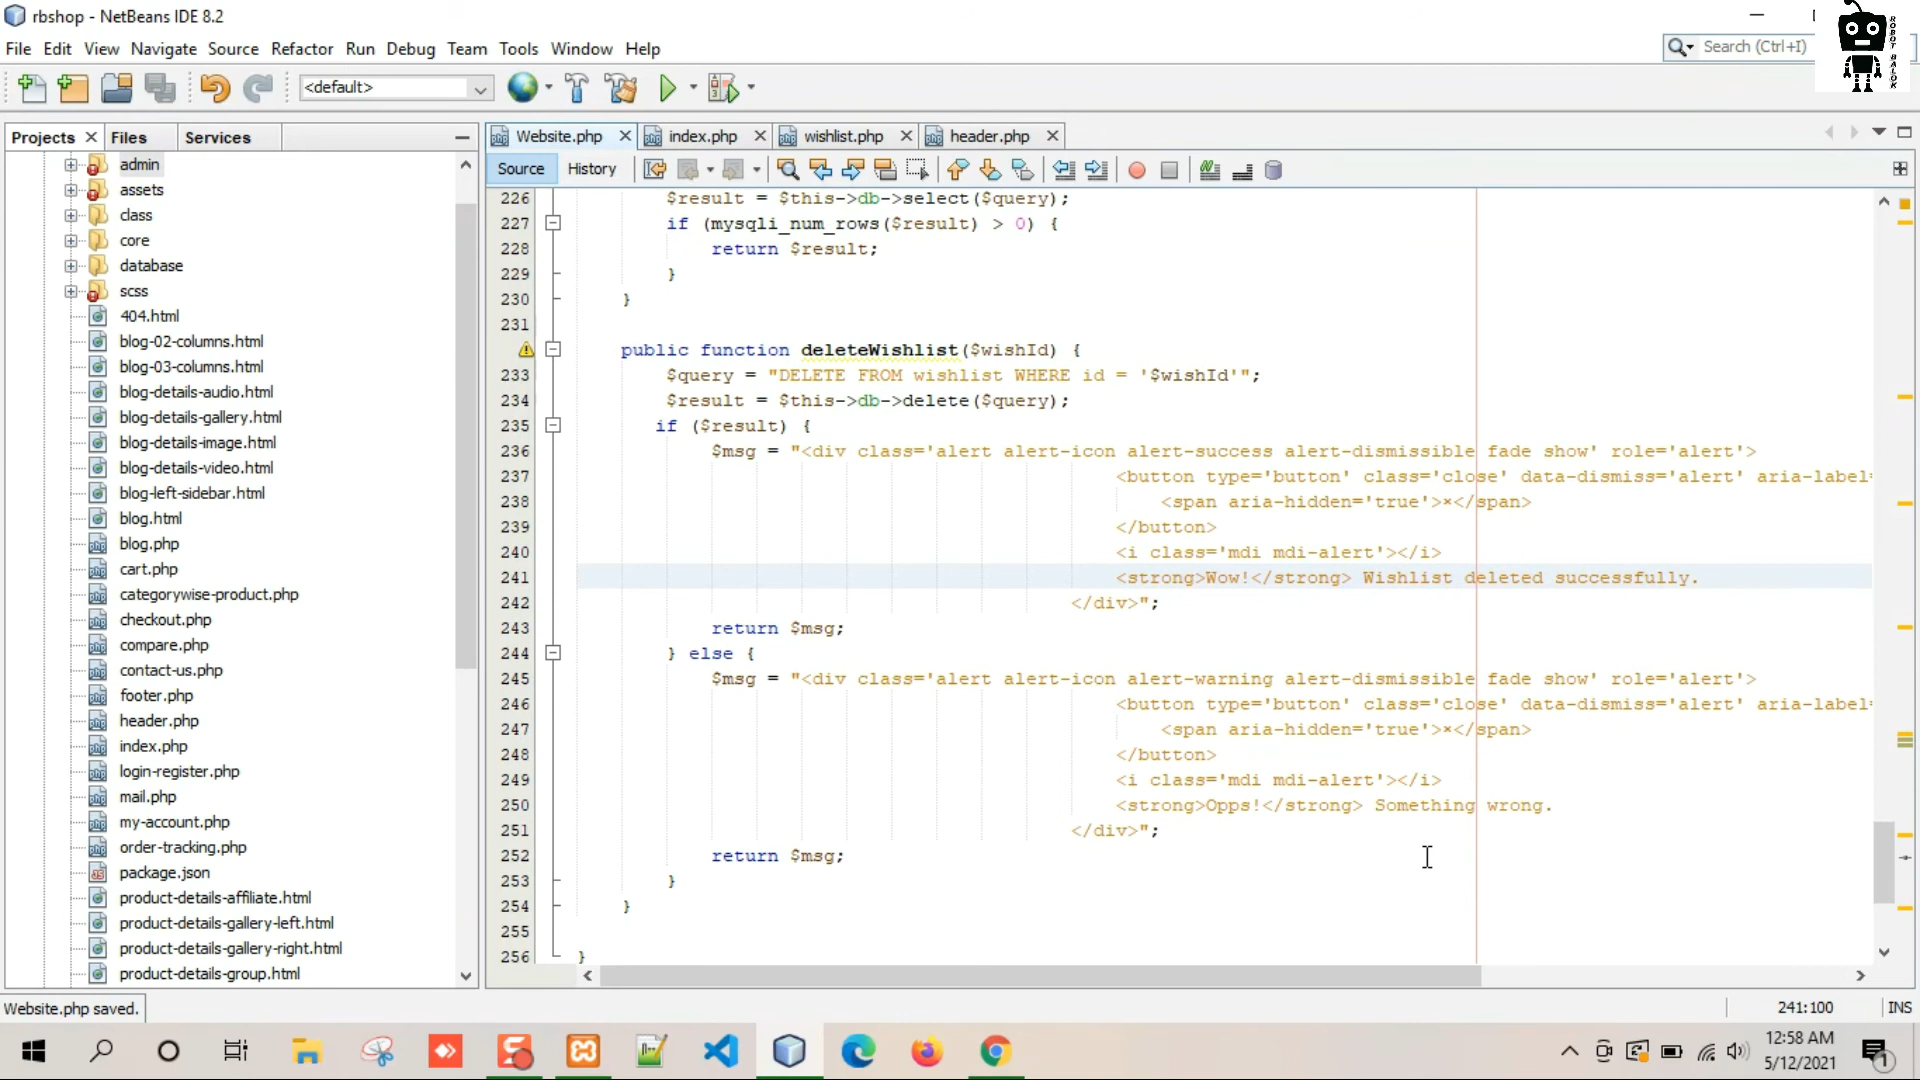 rbshop - NetBeans IDE 8.2
File Edit View Navigate Source Refactor Run Debug Team Tools Window Help
Search (Ctrl+I)
ROBOT BALOK
<default>
Projects Files Services
Website.php index.php wishlist.php header.php
Source History
admin
assets
class
core
database
scss
404.html
blog-02-columns.html
blog-03-columns.html
blog-details-audio.html
blog-details-gallery.html
blog-details-image.html
blog-details-video.html
blog-left-sidebar.html
blog.html
blog.php
cart.php
categorywise-product.php
checkout.php
compare.php
contact-us.php
footer.php
header.php
index.php
login-register.php
mail.php
my-account.php
order-tracking.php
package.json
product-details-affiliate.html
product-details-gallery-left.html
product-details-gallery-right.html
product-details-group.html
226 $result = $this->db->select($query);
227 if (mysqli_num_rows($result) > 0) {
228 return $result;
229 }
230 }
231
public function deleteWishlist($wishId) {
233 $query = "DELETE FROM wishlist WHERE id = '$wishId'";
234 $result = $this->db->delete($query);
235 if ($result) {
236 $msg = "<div class='alert alert-icon alert-success alert-dismissible fade show' role='alert'>
237 <button type='button' class='close' data-dismiss='alert' aria-label=
238 <span aria-hidden='true'>×</span>
239 </button>
240 <i class='mdi mdi-alert'></i>
241 <strong>Wow!</strong> Wishlist deleted successfully.
242 </div>";
243 return $msg;
244 } else {
245 $msg = "<div class='alert alert-icon alert-warning alert-dismissible fade show' role='alert'>
246 <button type='button' class='close' data-dismiss='alert' aria-label=
247 <span aria-hidden='true'>×</span>
248 </button>
249 <i class='mdi mdi-alert'></i>
250 <strong>Opps!</strong> Something wrong.
251 </div>";
252 return $msg;
253 }
254 }
255
256 }
Website.php saved.
241:100 INS
12:58 AM
5/12/2021
1